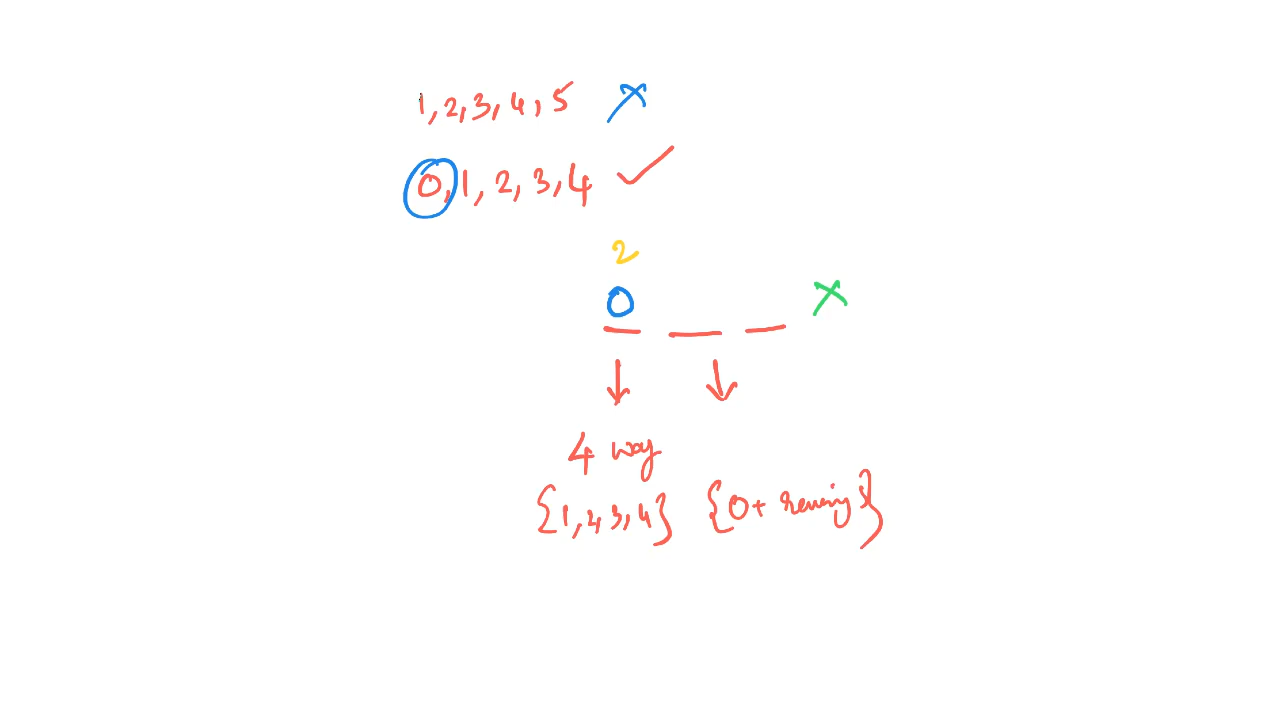 1, 2, 3, 4, 5
0, 1, 2, 3, 4
2
0
4 way
{1, 2, 3, 4} {0 +